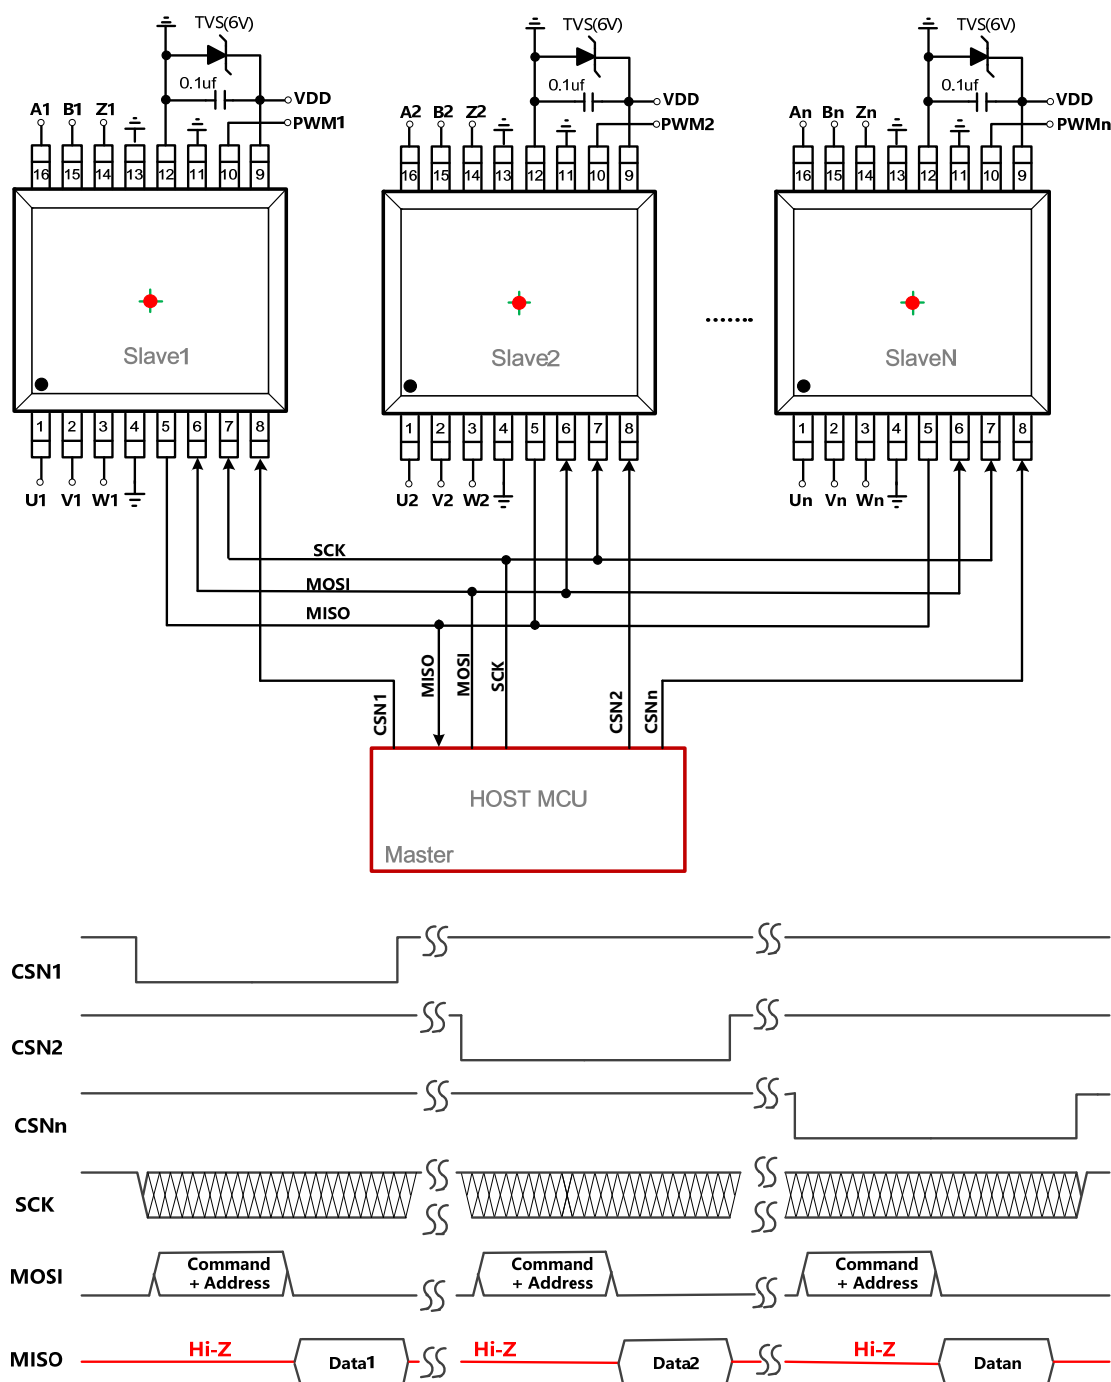 TVS(6V) TVS(6V) TVS(6V)
0.1uf 0.1uf 0.1uf
A1 B1 Z1 VDD A2 B2 Z2 VDD An Bn Zn VDD
PWM1 PWM2 PWMn
16 15 14 13 12 11 10 9 16 15 14 13 12 11 10 9 16 15 14 13 12 11 10 9
.......
Slave1 Slave2 SlaveN
1 2 3 4 5 6 7 8 1 2 3 4 5 6 7 8 1 2 3 4 5 6 7 8
U1 V1 W1 U2 V2 W2 Un Vn Wn
SCK
MOSI
MISO
CSN1 MISO MOSI SCK CSN2 CSNn
HOST MCU
Master
CSN1
CSN2
CSNn
SCK
MOSI Command Command Command
+ Address + Address + Address
MISO Hi-Z Data1 Hi-Z Data2 Hi-Z Datan